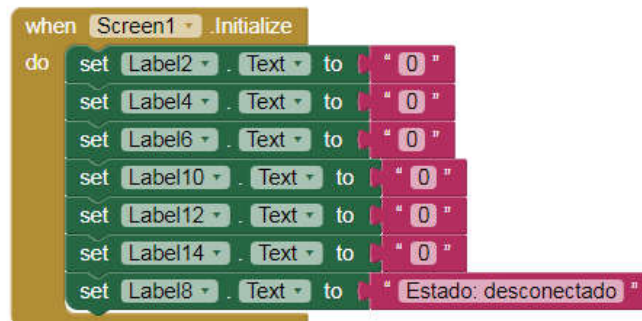 when Screen1 .Initialize
do set Label2 . Text to " 0 "
set Label4 . Text to " 0 "
set Label6 . Text to " 0 "
set Label10 . Text to " 0 "
set Label12 . Text to " 0 "
set Label14 . Text to " 0 "
set Label8 . Text to " Estado: desconectado "